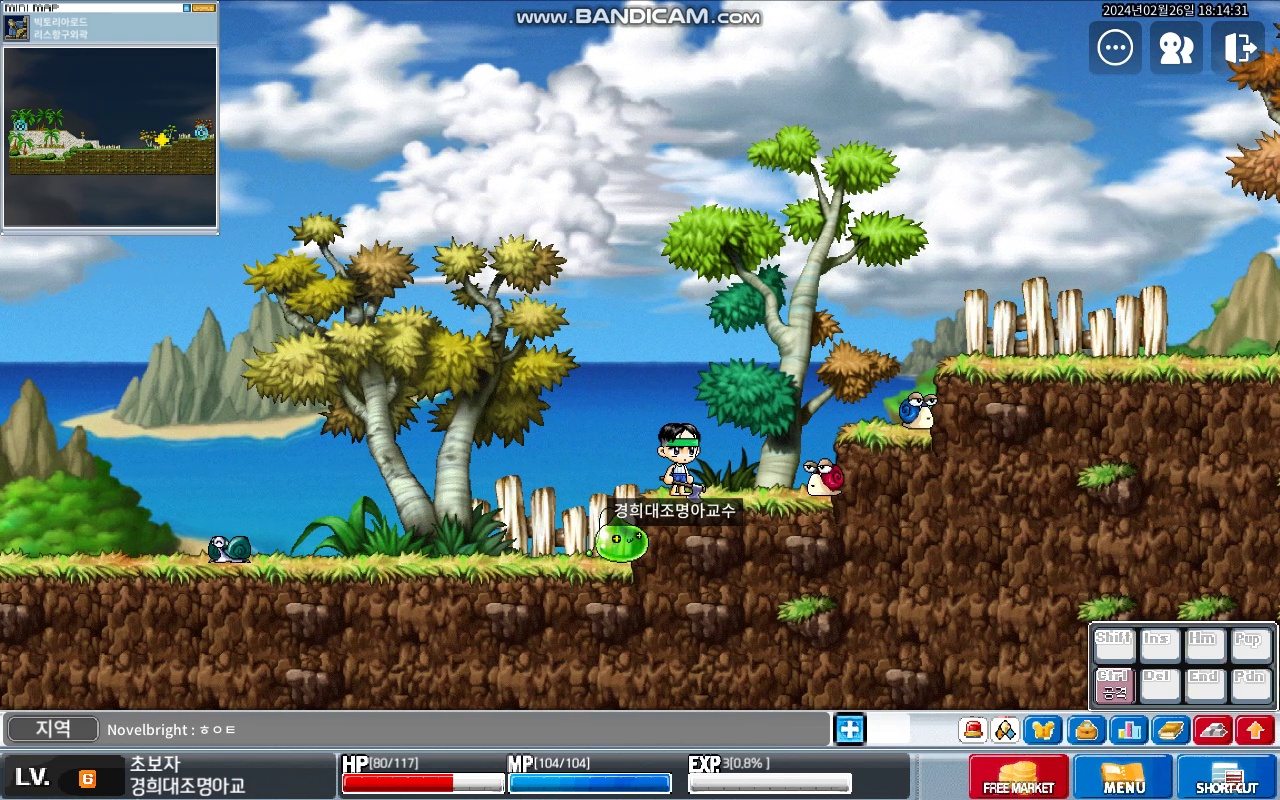 MINI MAP
빅토리아로드
리스항구외곽
www.BANDICAM.com
2024년02월26일 18:14:31
경희대조명아교수
Shift Ins Hm Pup
Ctrl Del End Pdn
공격
지역 Novelbright : ㅎㅇㅌ
LV. 6 초보자
경희대조명아교
HP[80/117] MP[104/104] EXP 3[0.8% ]
FREE MARKET MENU SHORTCUT